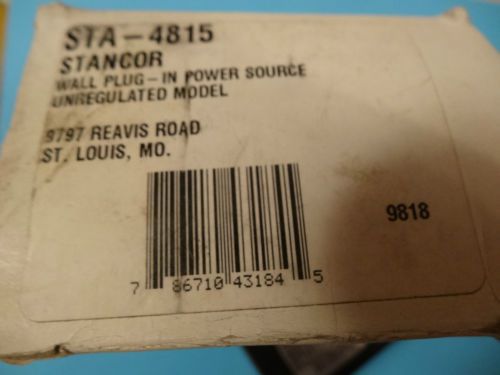 STA-4815
STANCOR
WALL PLUG-IN POWER SOURCE
UNREGULATED MODEL
8797 REAVIS ROAD
ST. LOUIS, MO.
9818
7 86710 43184 5